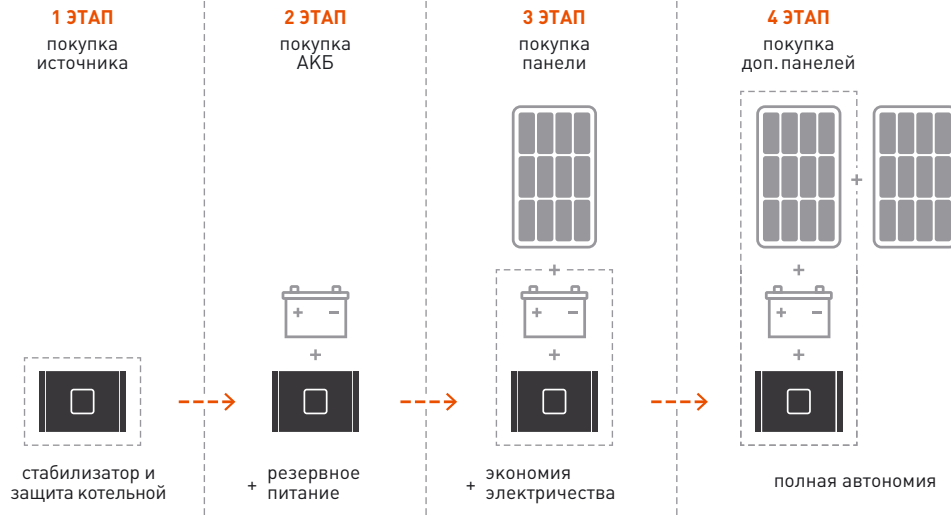 1 ЭТАП
покупка
источника
стабилизатор и
защита котельной
2 ЭТАП
покупка
АКБ
+ -
+
+ резервное
питание
3 ЭТАП
покупка
панели
+
+ -
+
+ экономия
электричества
4 ЭТАП
покупка
доп.панелей
+
+
+ -
+
полная автономия